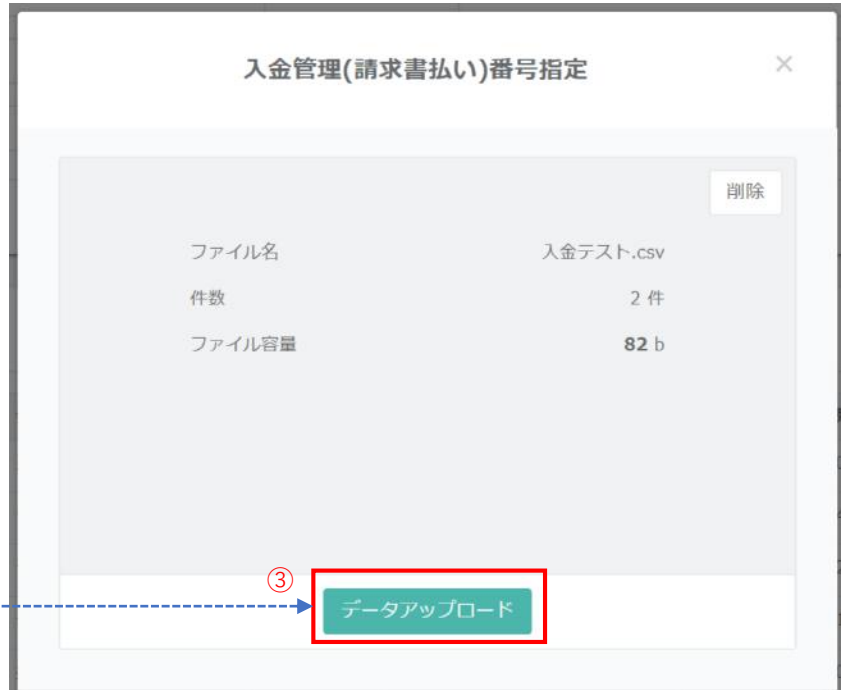 入金管理(請求書払い)番号指定 ×
削除
ファイル名 入金テスト.csv
件数 2 件
ファイル容量 82 b
③
データアップロード